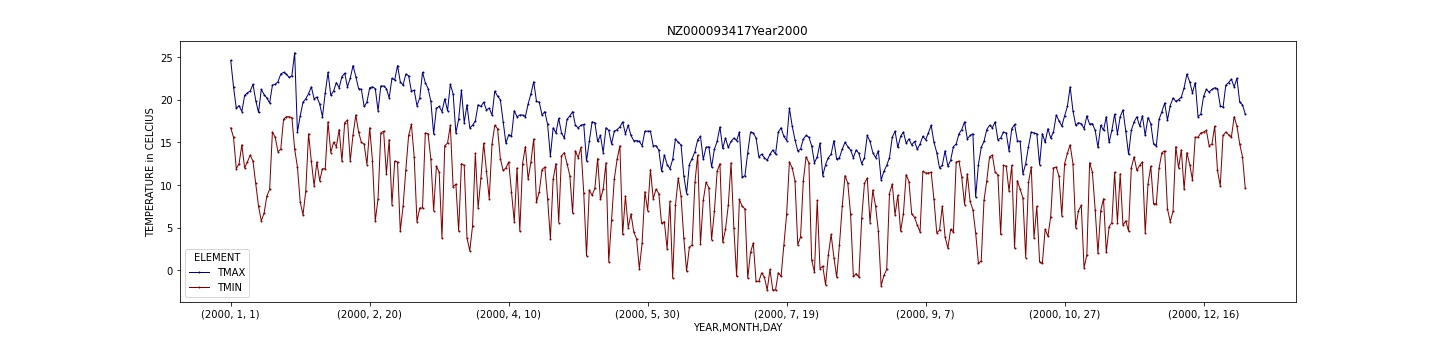 NZ000093417Year2000
TEMPERATURE in CELCIUS
25
20
15
10
5
0
ELEMENT
TMAX
TMIN
(2000, 1, 1)
(2000, 2, 20)
(2000, 4, 10)
(2000, 5, 30)
(2000, 7, 19)
(2000, 9, 7)
(2000, 10, 27)
(2000, 12, 16)
YEAR,MONTH,DAY